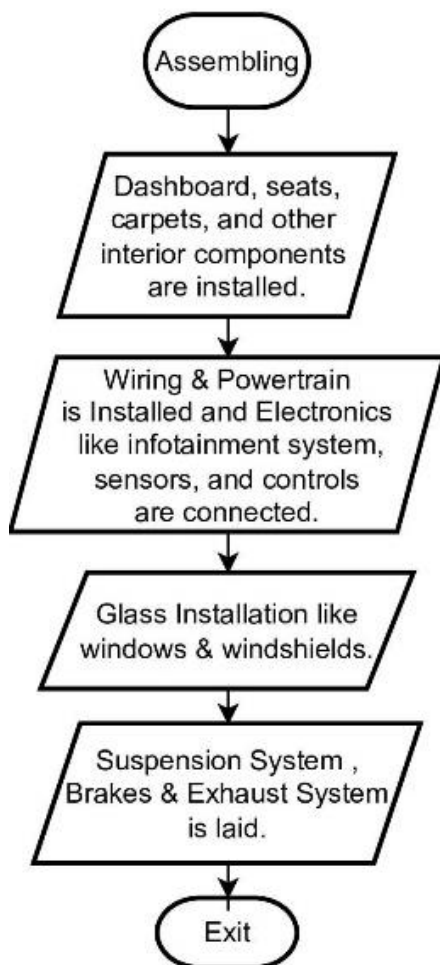 Assembling
Dashboard, seats,
carpets, and other
interior components
are installed.
Wiring & Powertrain
is Installed and Electronics
like infotainment system,
sensors, and controls
are connected.
Glass Installation like
windows & windshields.
Suspension System ,
Brakes & Exhaust System
is laid.
Exit